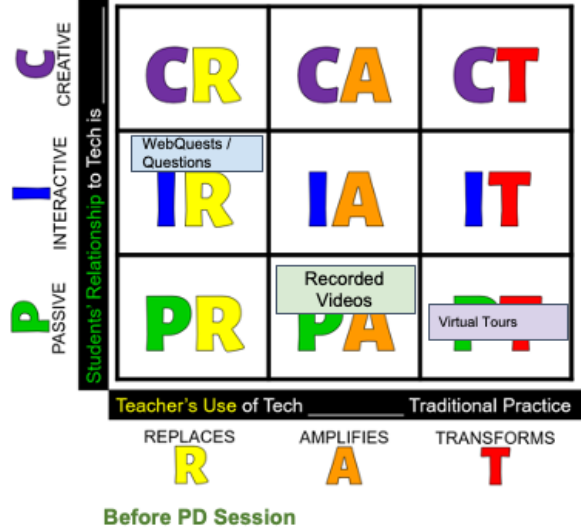 C
CREATIVE
I
INTERACTIVE
P
PASSIVE
Students' Relationship to Tech is
CR
CA
CT
WebQuests /
Questions
IR
IA
IT
PR
Recorded
Videos
PA
Virtual Tours
PT
Teacher's Use of Tech ________ Traditional Practice
REPLACES
AMPLIFIES
TRANSFORMS
R
A
T
Before PD Session